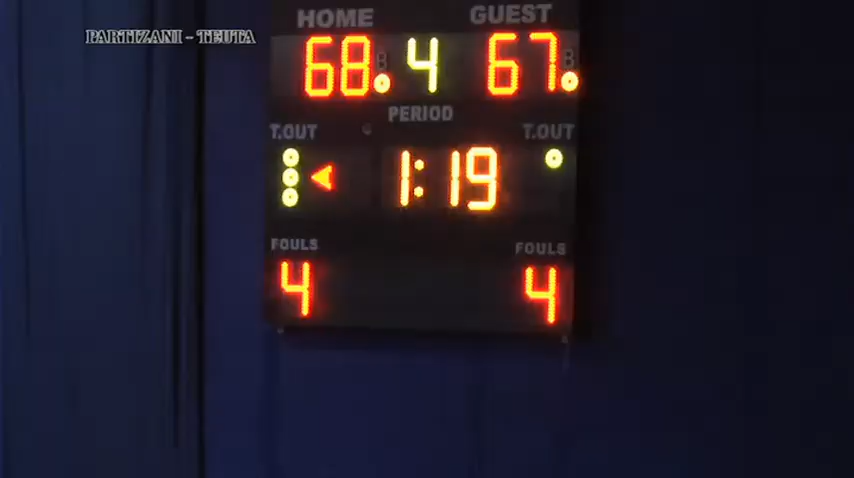 PARTIZANI - TEUTA
HOME GUEST
68 B 4 67 B
PERIOD
T.OUT T.OUT
1:19
FOULS FOULS
4 4